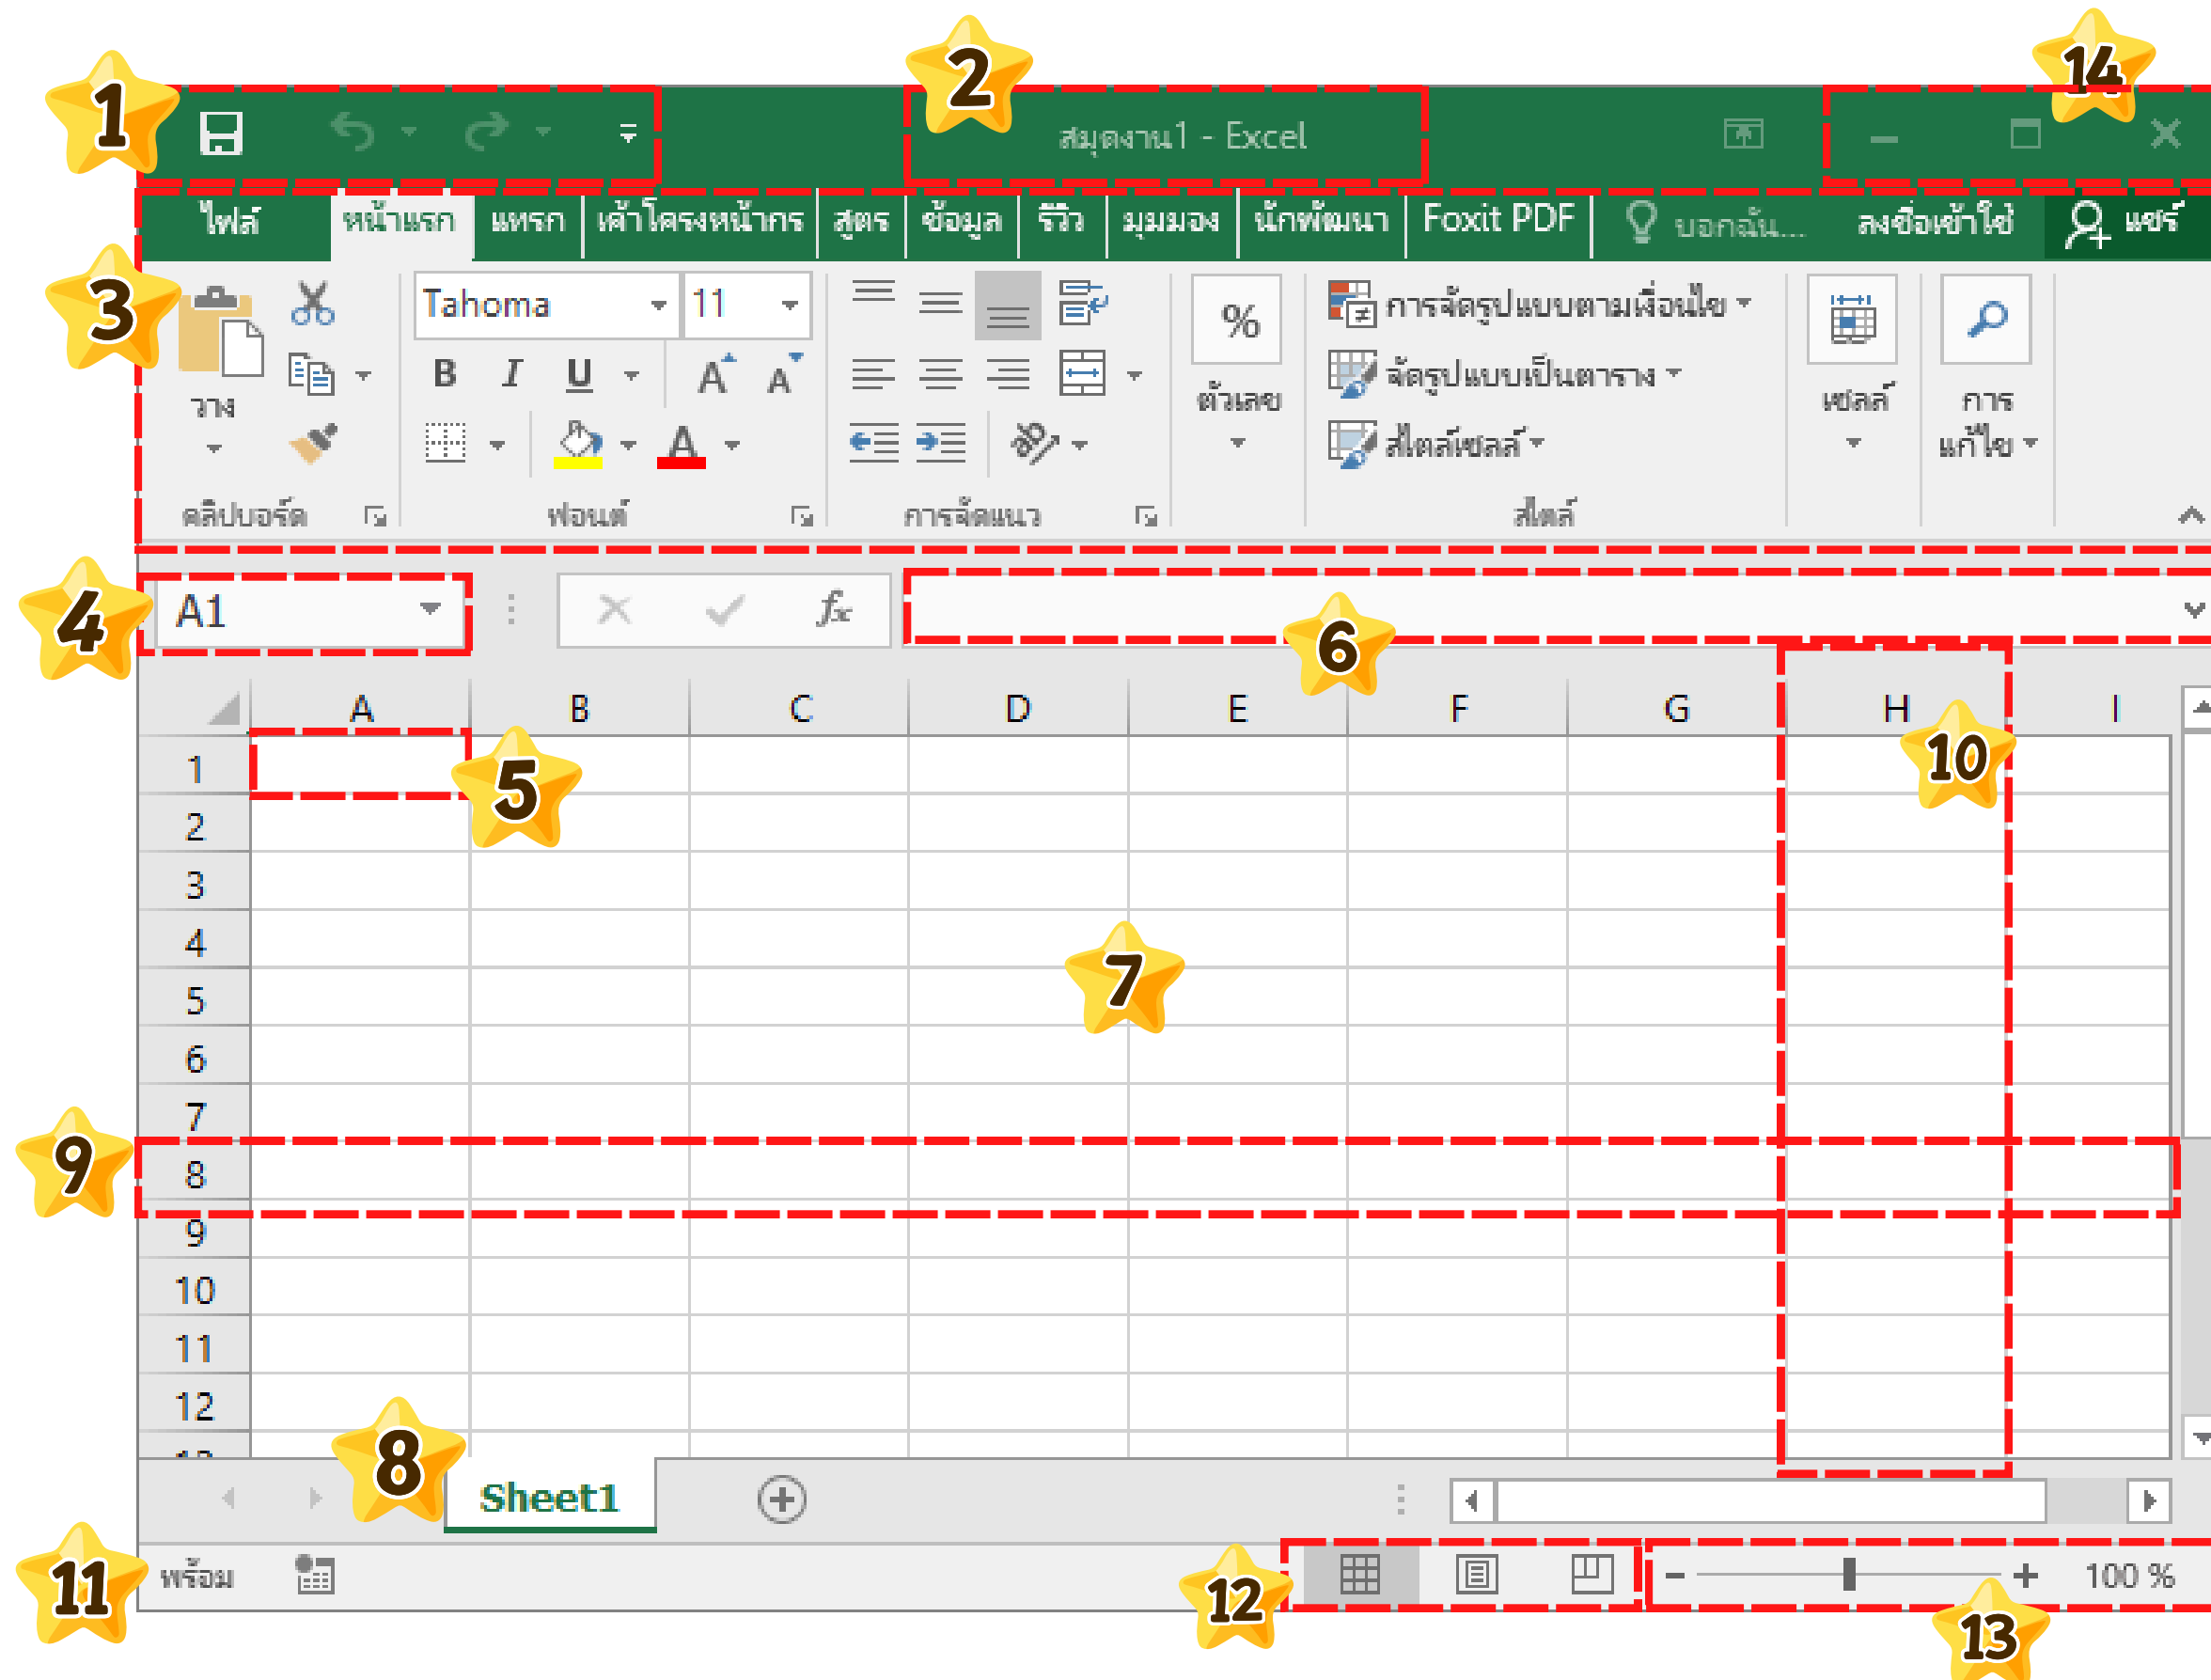 1
2
14
สมุดงาน1 - Excel
ไฟล์ หน้าแรก แทรก เค้าโครงหน้ากระ สูตร ข้อมูล รีวิว มุมมอง นักพัฒนา Foxit PDF บอกฉัน... ลงชื่อเข้าใช้ แชร์
3
วาง
Tahoma 11
B I U A A
A
ab
%
ตัวเลข
การจัดรูปแบบตามเงื่อนไข
จัดรูปแบบเป็นตาราง
สไตล์เซลล์
เซลล์
การ
แก้ไข
คลิปบอร์ด ฟอนต์ การจัดแนว สไตล์
4
A1 fx
6
A B C D E F G H I
10
1
5
2
3
4
7
5
6
7
9
8
9
10
11
12
8
Sheet1
11
พร้อม
12
100 %
13